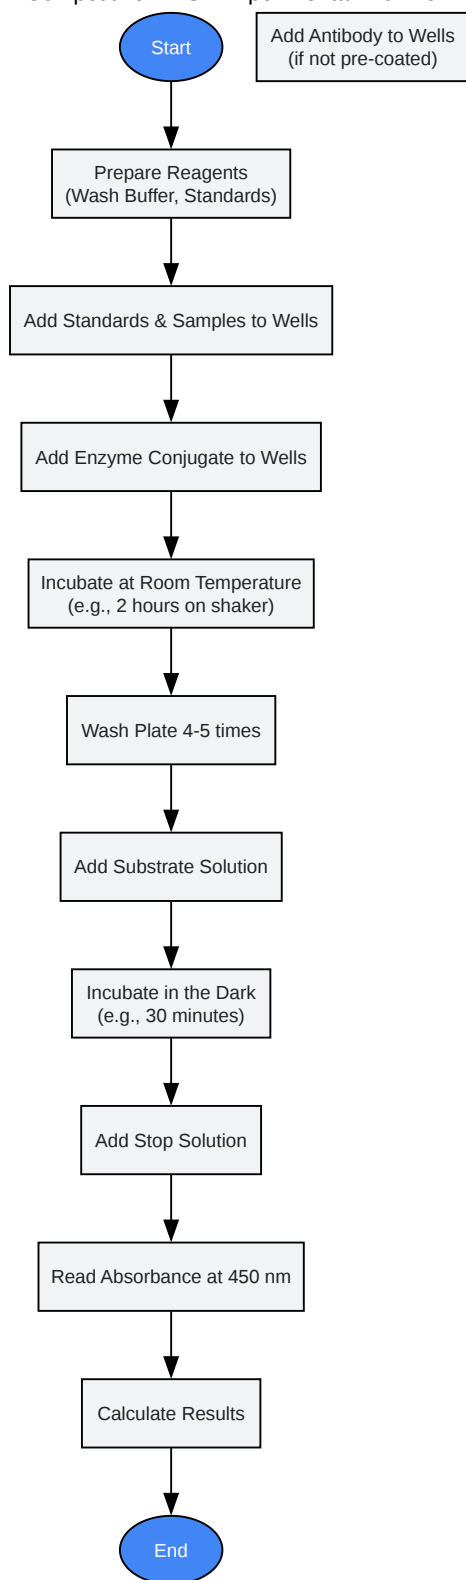 Start
Add Antibody to Wells
(if not pre-coated)
Prepare Reagents
(Wash Buffer, Standards)
Add Standards & Samples to Wells
Add Enzyme Conjugate to Wells
Incubate at Room Temperature
(e.g., 2 hours on shaker)
Wash Plate 4-5 times
Add Substrate Solution
Incubate in the Dark
(e.g., 30 minutes)
Add Stop Solution
Read Absorbance at 450 nm
Calculate Results
End